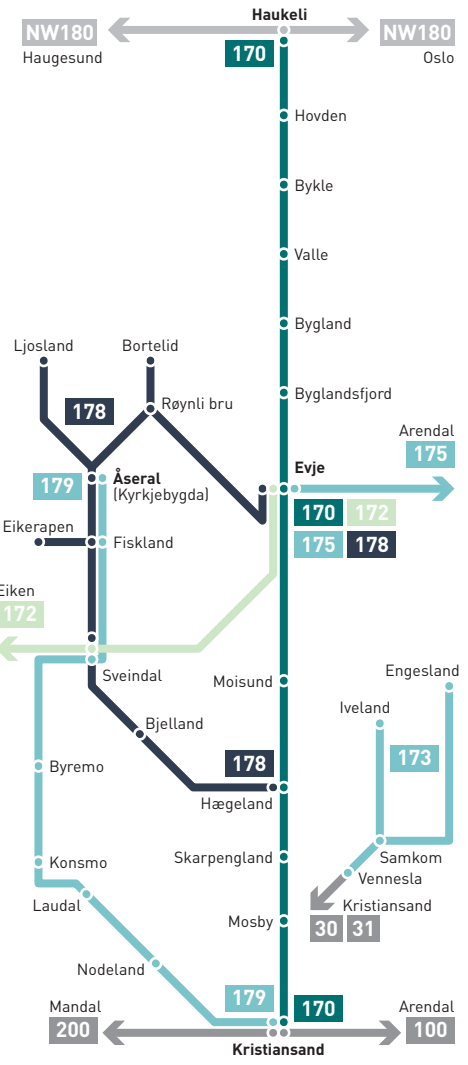 Haukeli
NW180
NW180
Haugesund
170
Oslo
Hovden
Bykle
Valle
Bygland
Ljosland
Bortelid
Byglandsfjord
178
Røynli bru
Arendal
175
Evje
179
Åseral
(Kyrkjebygda)
170
172
Eikerapen
Fiskland
175
178
Eiken
172
Sveindal
Moisund
Engesland
Iveland
Bjelland
Byremo
178
173
Hægeland
Skarpengland
Samkom
Konsmo
Vennesla
Laudal
Kristiansand
Mosby
30
31
Nodeland
179
170
Mandal
Arendal
200
100
Kristiansand